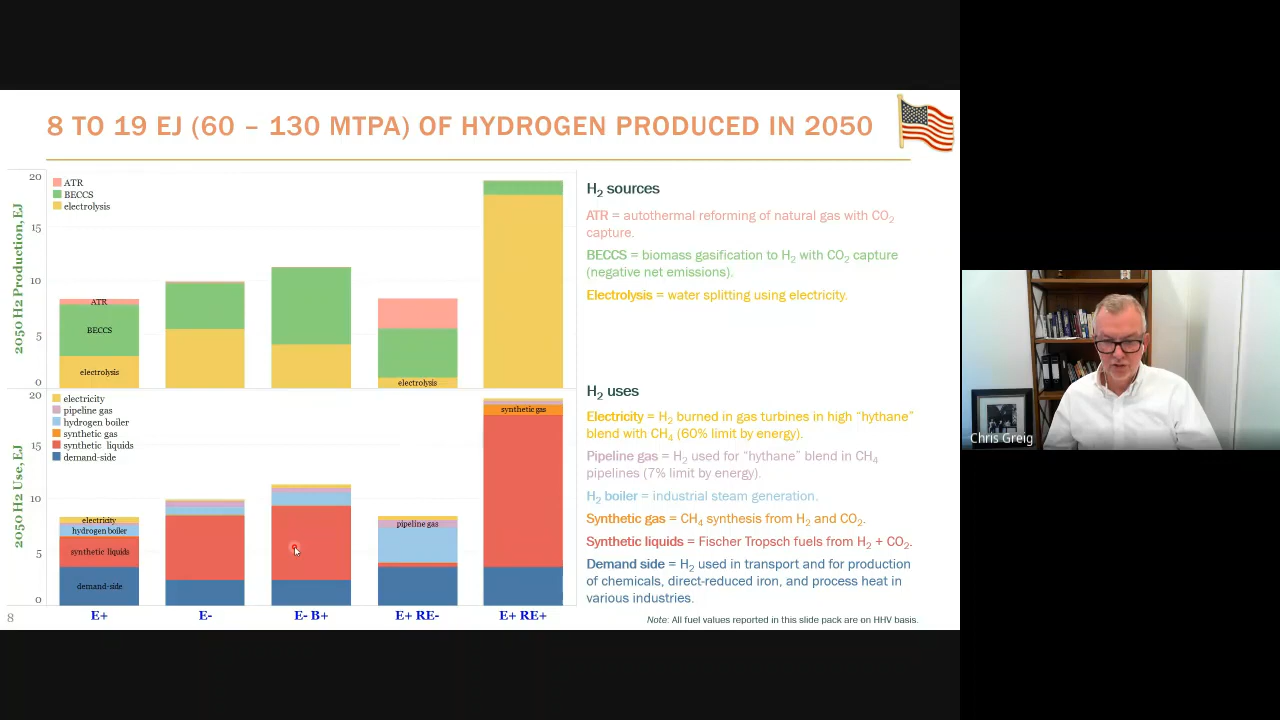 8 TO 19 EJ (60 – 130 MTPA) OF HYDROGEN PRODUCED IN 2050
2050 H2 Production, EJ
20
15
10
5
0
ATR
BECCS
electrolysis
ATR
BECCS
electrolysis
electrolysis
2050 H2 Use, EJ
20
15
10
5
0
electricity
pipeline gas
hydrogen boiler
synthetic gas
synthetic liquids
demand-side
electricity
hydrogen boiler
synthetic liquids
demand-side
pipeline gas
synthetic gas
E+
E-
E- B+
E+ RE-
E+ RE+
H2 sources
ATR = autothermal reforming of natural gas with CO2
capture.
BECCS = biomass gasification to H2 with CO2 capture
(negative net emissions).
Electrolysis = water splitting using electricity.
H2 uses
Electricity = H2 burned in gas turbines in high “hythane”
blend with CH4 (60% limit by energy).
Pipeline gas = H2 used for “hythane” blend in CH4
pipelines (7% limit by energy).
H2 boiler = industrial steam generation.
Synthetic gas = CH4 synthesis from H2 and CO2.
Synthetic liquids = Fischer Tropsch fuels from H2 + CO2.
Demand side = H2 used in transport and for production
of chemicals, direct-reduced iron, and process heat in
various industries.
8
Note: All fuel values reported in this slide pack are on HHV basis.
Chris Greig